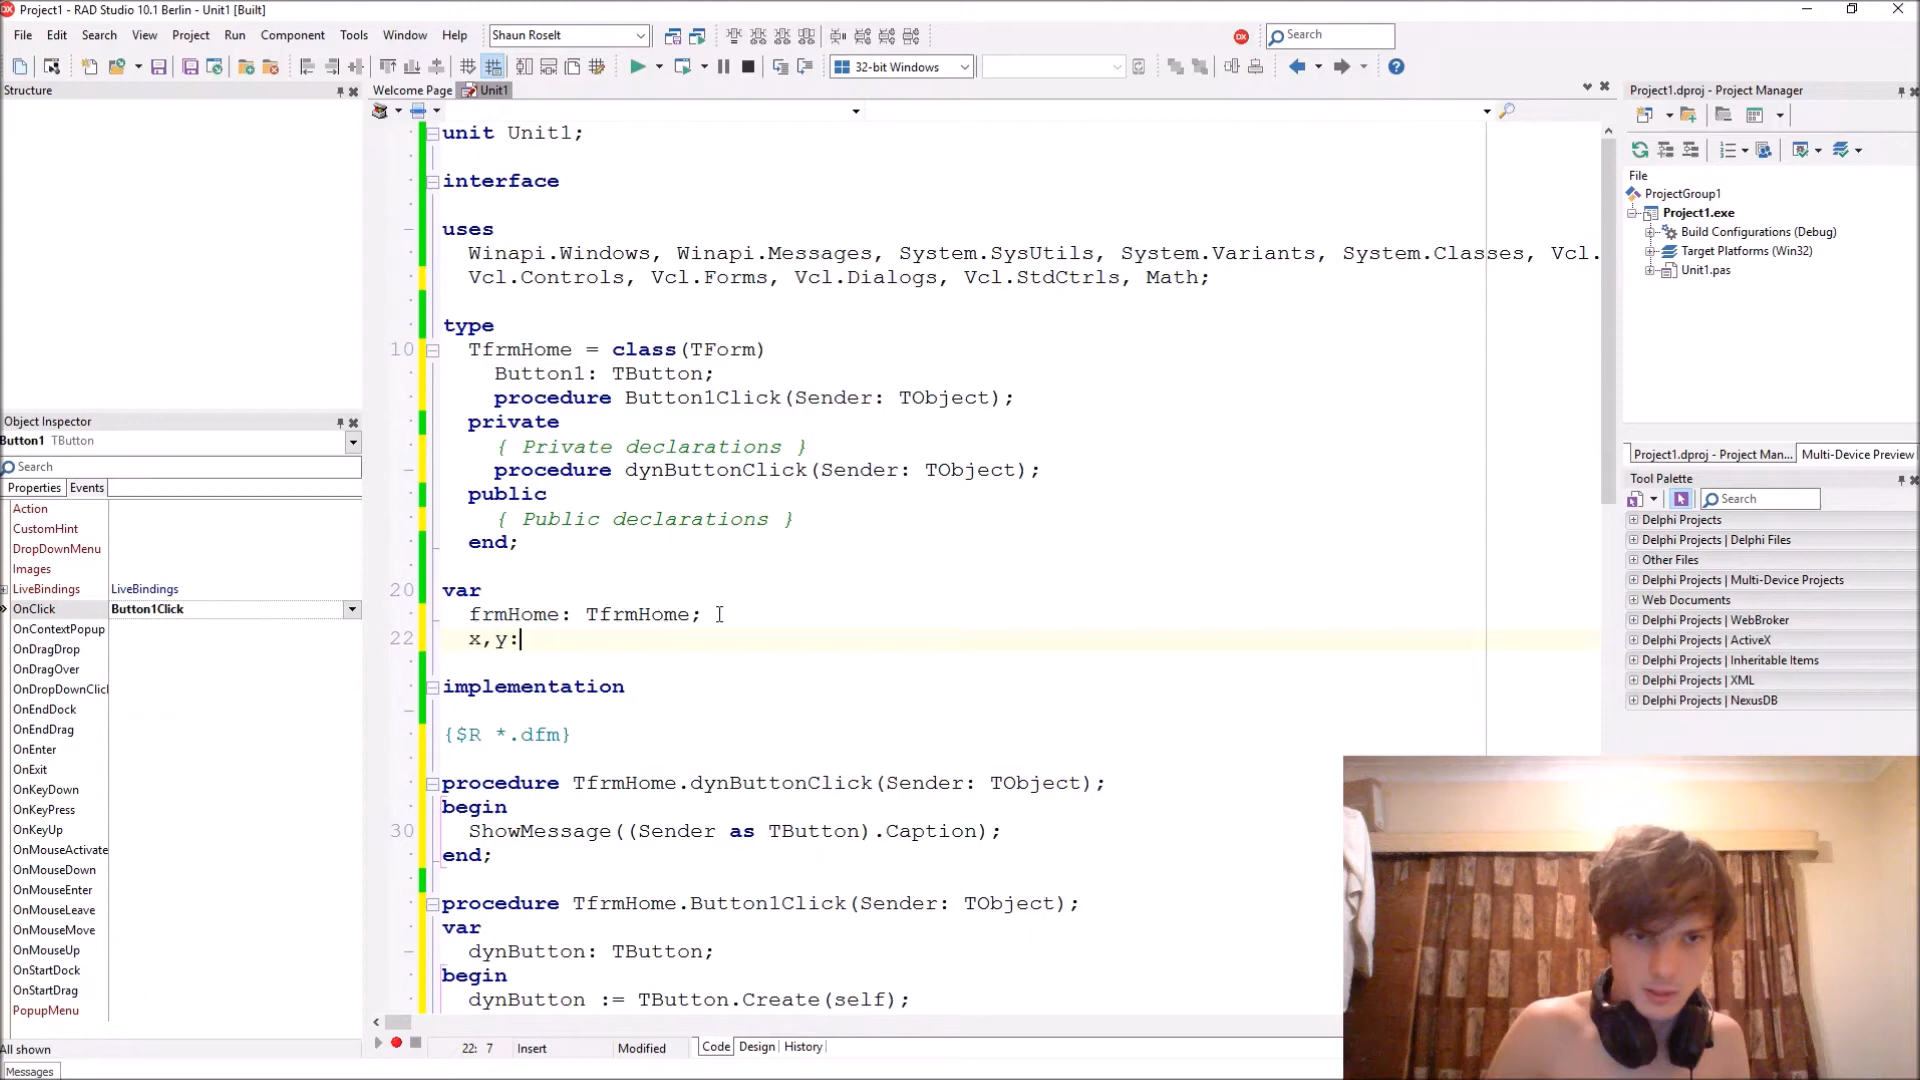 Project1 - RAD Studio 10.1 Berlin - Unit1 [Built]
File Edit Search View Project Run Component Tools Window Help Shaun Roselt Search
32-bit Windows
Structure
Welcome Page Unit1
Project1.dproj - Project Manager
unit Unit1;
interface
uses
Winapi.Windows, Winapi.Messages, System.SysUtils, System.Variants, System.Classes, Vcl.
Vcl.Controls, Vcl.Forms, Vcl.Dialogs, Vcl.StdCtrls, Math;
type
10 TfrmHome = class(TForm)
Button1: TButton;
procedure Button1Click(Sender: TObject);
private
{ Private declarations }
procedure dynButtonClick(Sender: TObject);
public
{ Public declarations }
end;
20 var
frmHome: TfrmHome;
22 x,y:
implementation
{$R *.dfm}
procedure TfrmHome.dynButtonClick(Sender: TObject);
begin
30 ShowMessage((Sender as TButton).Caption);
end;
procedure TfrmHome.Button1Click(Sender: TObject);
var
dynButton: TButton;
begin
dynButton := TButton.Create(self);
22: 7 Insert Modified Code Design History
Object Inspector
Button1 TButton
Search
Properties Events
Action
CustomHint
DropDownMenu
Images
LiveBindings LiveBindings
OnClick Button1Click
OnContextPopup
OnDragDrop
OnDragOver
OnDropDownClic
OnEndDock
OnEndDrag
OnEnter
OnExit
OnKeyDown
OnKeyPress
OnKeyUp
OnMouseActivate
OnMouseDown
OnMouseEnter
OnMouseLeave
OnMouseMove
OnMouseUp
OnStartDock
OnStartDrag
PopupMenu
All shown
Messages
File
ProjectGroup1
Project1.exe
Build Configurations (Debug)
Target Platforms (Win32)
Unit1.pas
Project1.dproj - Project Man... Multi-Device Preview
Tool Palette
Search
Delphi Projects
Delphi Projects | Delphi Files
Other Files
Delphi Projects | Multi-Device Projects
Web Documents
Delphi Projects | WebBroker
Delphi Projects | ActiveX
Delphi Projects | Inheritable Items
Delphi Projects | XML
Delphi Projects | NexusDB